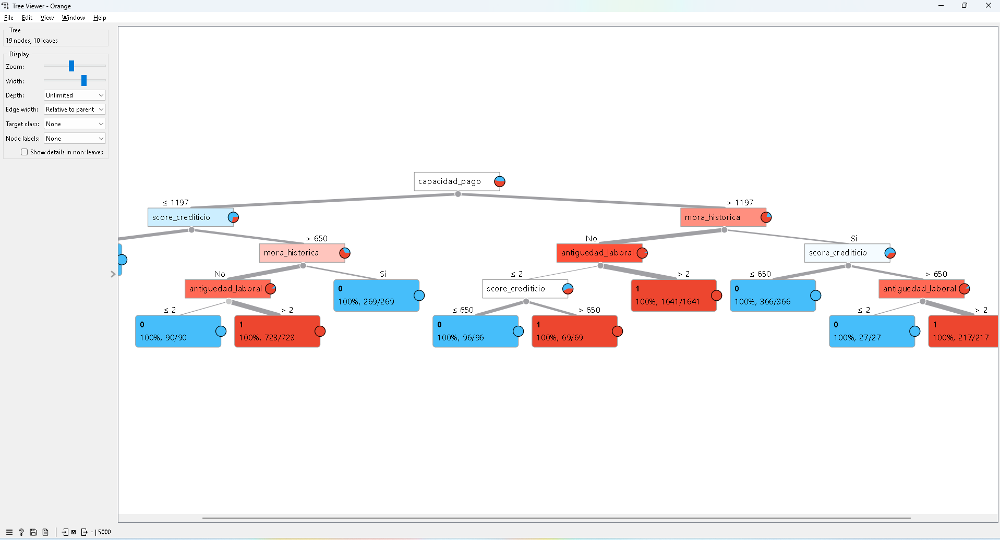 Tree Viewer - Orange
File Edit View Window Help
Tree
19 nodes, 10 leaves
Display
Zoom:
Width:
Depth: Unlimited
Edge width: Relative to parent
Target class: None
Node labels: None
Show details in non-leaves
capacidad_pago
≤ 1197
> 1197
score_crediticio
mora_historica
> 650
No
Si
mora_historica
antiguedad_laboral
score_crediticio
No
Si
≤ 2
> 2
≤ 650
> 650
antiguedad_laboral
0
100%, 269/269
score_crediticio
1
100%, 1641/1641
0
100%, 366/366
antiguedad_laboral
≤ 2
> 2
≤ 650
> 650
≤ 2
> 2
0
100%, 90/90
1
100%, 723/723
0
100%, 96/96
1
100%, 69/69
0
100%, 27/27
1
100%, 217/217
- | 5000